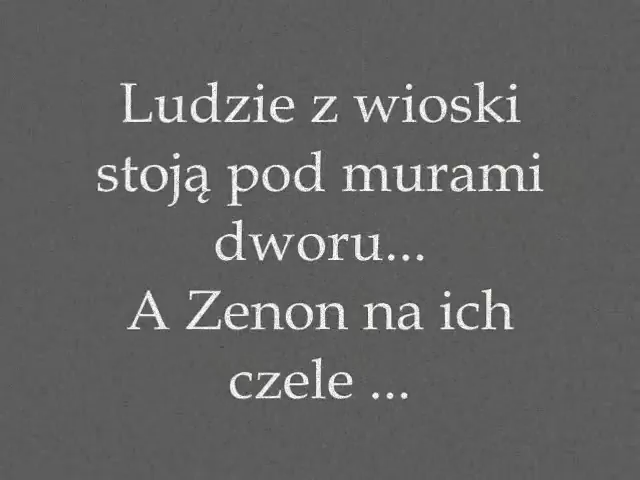 Ludzie z wioski
stoją pod murami
dworu...
A Zenon na ich
czele ...